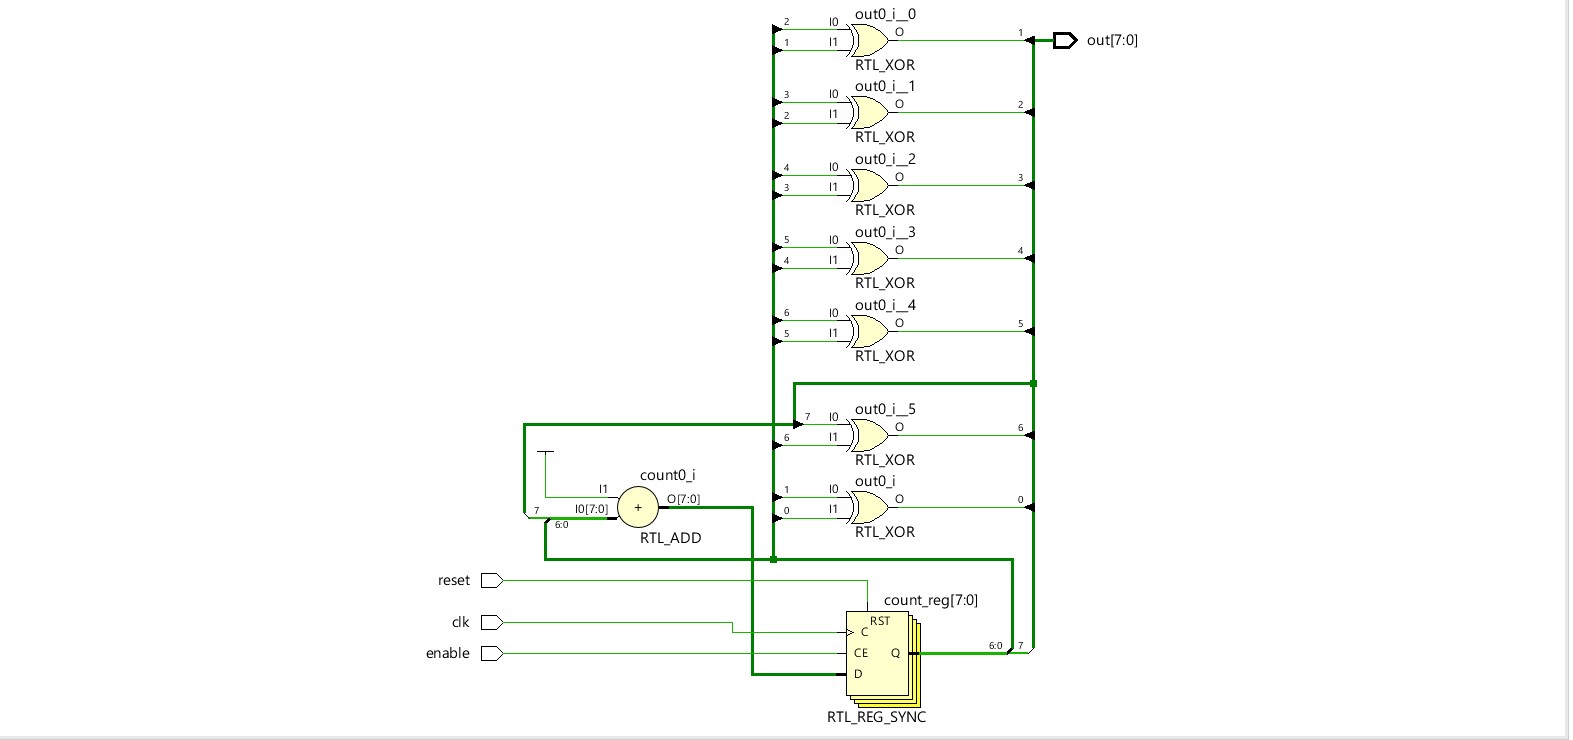 out0_i__0
2 I0 O 1 out[7:0]
1 I1
RTL_XOR
out0_i__1
3 I0 O 2
2 I1
RTL_XOR
out0_i__2
4 I0 O 3
3 I1
RTL_XOR
out0_i__3
5 I0 O 4
4 I1
RTL_XOR
out0_i__4
6 I0 O 5
5 I1
RTL_XOR
out0_i__5
7 I0 O 6
6 I1
RTL_XOR
count0_i
out0_i
I1 O[7:0] 1 I0 O 0
7 I0[7:0] + 0 I1
6:0
RTL_ADD
RTL_XOR
reset
count_reg[7:0]
RST
clk C
enable CE Q 6:0 7
D
RTL_REG_SYNC